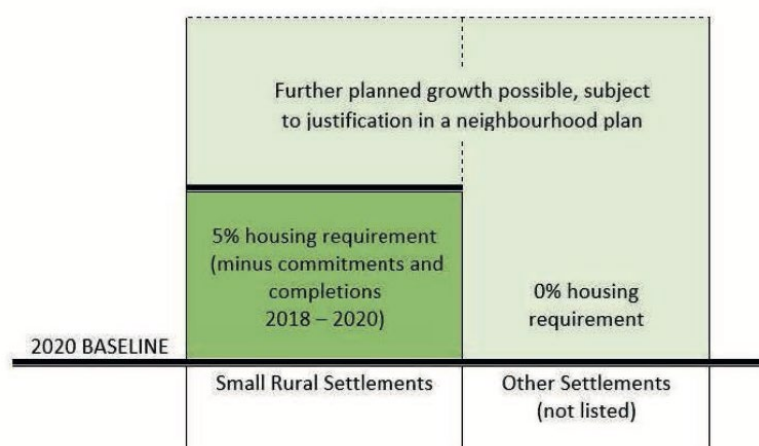 Further planned growth possible, subject
to justification in a neighbourhood plan
5% housing requirement
(minus commitments and
completions
2018 – 2020)
0% housing
requirement
2020 BASELINE
Small Rural Settlements
Other Settlements
(not listed)